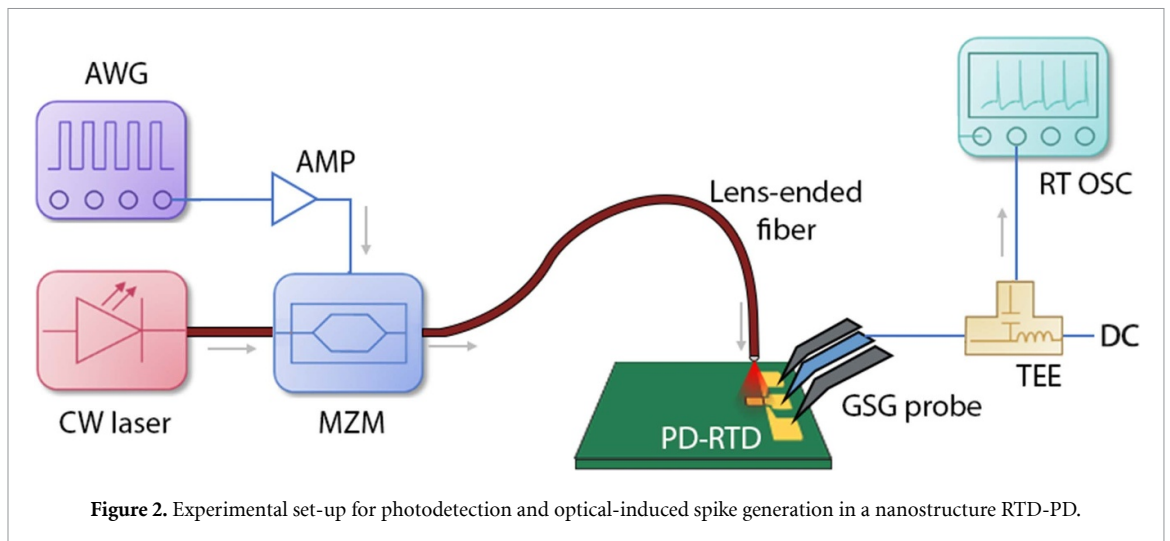 AWG
AMP
CW laser
MZM
Lens-ended
fiber
PD-RTD
GSG probe
RT OSC
TEE
DC
Figure 2. Experimental set-up for photodetection and optical-induced spike generation in a nanostructure RTD-PD.